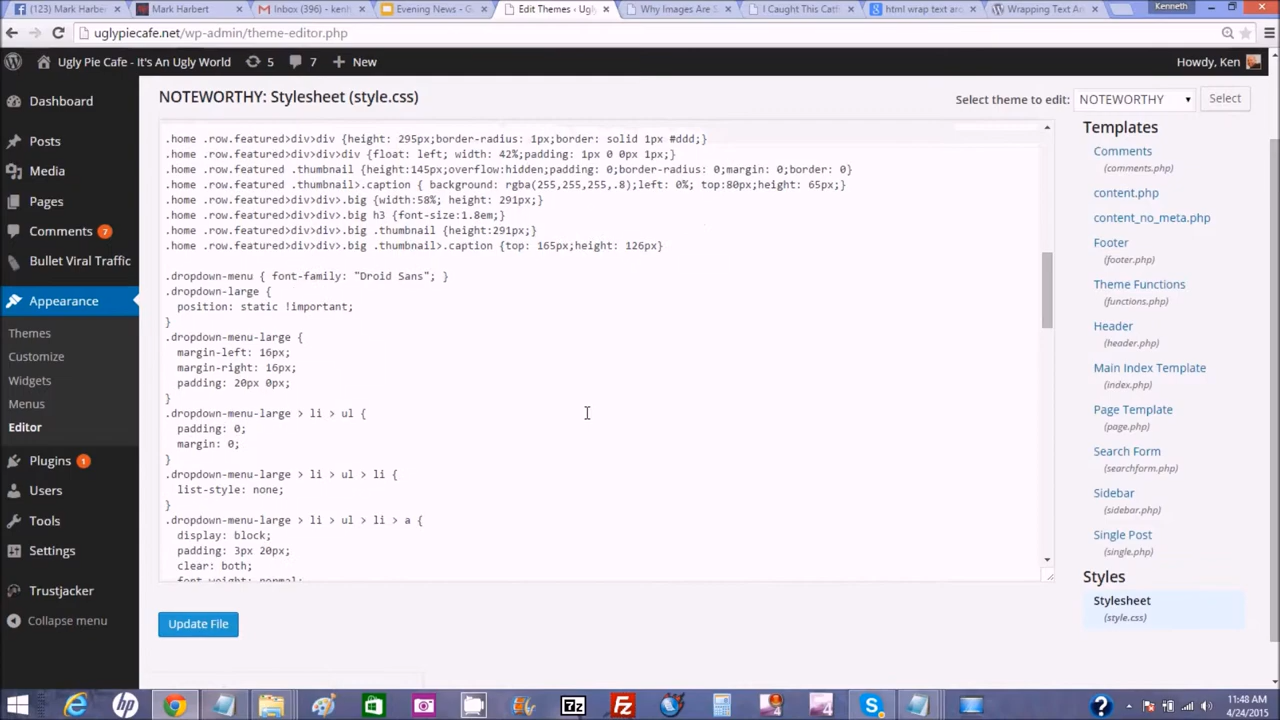 (123) Mark Harber
Mark Harbert
Inbox (396) - kenh
Evening News - G
Edit Themes ‹ Ugly
Why Images Are S
I Caught This Cat
html wrap text aro
Wrapping Text An
Kenneth
uglypiecafe.net/wp-admin/theme-editor.php
Ugly Pie Cafe - It's An Ugly World
5
7
New
Howdy, Ken
Dashboard
Posts
Media
Pages
Comments 7
Bullet Viral Traffic
Appearance
Themes
Customize
Widgets
Menus
Editor
Plugins 1
Users
Tools
Settings
Trustjacker
Collapse menu
NOTEWORTHY: Stylesheet (style.css)
Select theme to edit: NOTEWORTHY Select
.home .row.featured>div>div {height: 295px;border-radius: 1px;border: solid 1px #ddd;}
.home .row.featured>div>div>div {float: left; width: 42%;padding: 1px 0 0px 1px;}
.home .row.featured .thumbnail {height:145px;overflow:hidden;padding: 0;border-radius: 0;margin: 0;border: 0}
.home .row.featured .thumbnail>.caption { background: rgba(255,255,255,.8);left: 0%; top:80px;height: 65px;}
.home .row.featured>div>div>.big {width:58%; height: 291px;}
.home .row.featured>div>div>.big h3 {font-size:1.8em;}
.home .row.featured>div>div>.big .thumbnail {height:291px;}
.home .row.featured>div>div>.big .thumbnail>.caption {top: 165px;height: 126px}
.dropdown-menu { font-family: "Droid Sans"; }
.dropdown-large {
position: static !important;
}
.dropdown-menu-large {
margin-left: 16px;
margin-right: 16px;
padding: 20px 0px;
}
.dropdown-menu-large > li > ul {
padding: 0;
margin: 0;
}
.dropdown-menu-large > li > ul > li {
list-style: none;
}
.dropdown-menu-large > li > ul > li > a {
display: block;
padding: 3px 20px;
clear: both;
font-weight: normal;
Update File
Templates
Comments
(comments.php)
content.php
content_no_meta.php
Footer
(footer.php)
Theme Functions
(functions.php)
Header
(header.php)
Main Index Template
(index.php)
Page Template
(page.php)
Search Form
(searchform.php)
Sidebar
(sidebar.php)
Single Post
(single.php)
Styles
Stylesheet
(style.css)
11:48 AM
4/24/2015